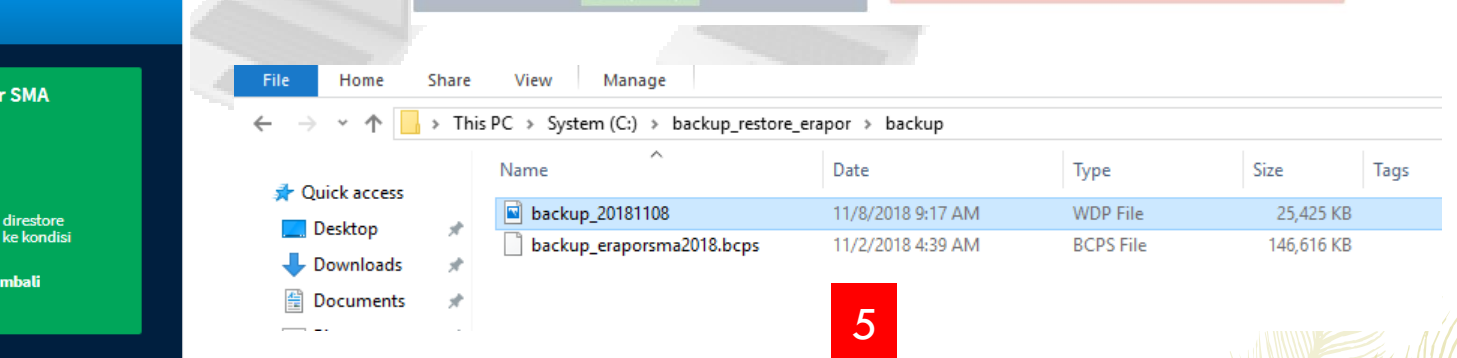 r SMA
direstore
ke kondisi
mbali
File Home Share View Manage
This PC > System (C:) > backup_restore_erapor > backup
Name Date Type Size Tags
Quick access
Desktop
Downloads
Documents
backup_20181108 11/8/2018 9:17 AM WDP File 25,425 KB
backup_eraporsma2018.bcps 11/2/2018 4:39 AM BCPS File 146,616 KB
5